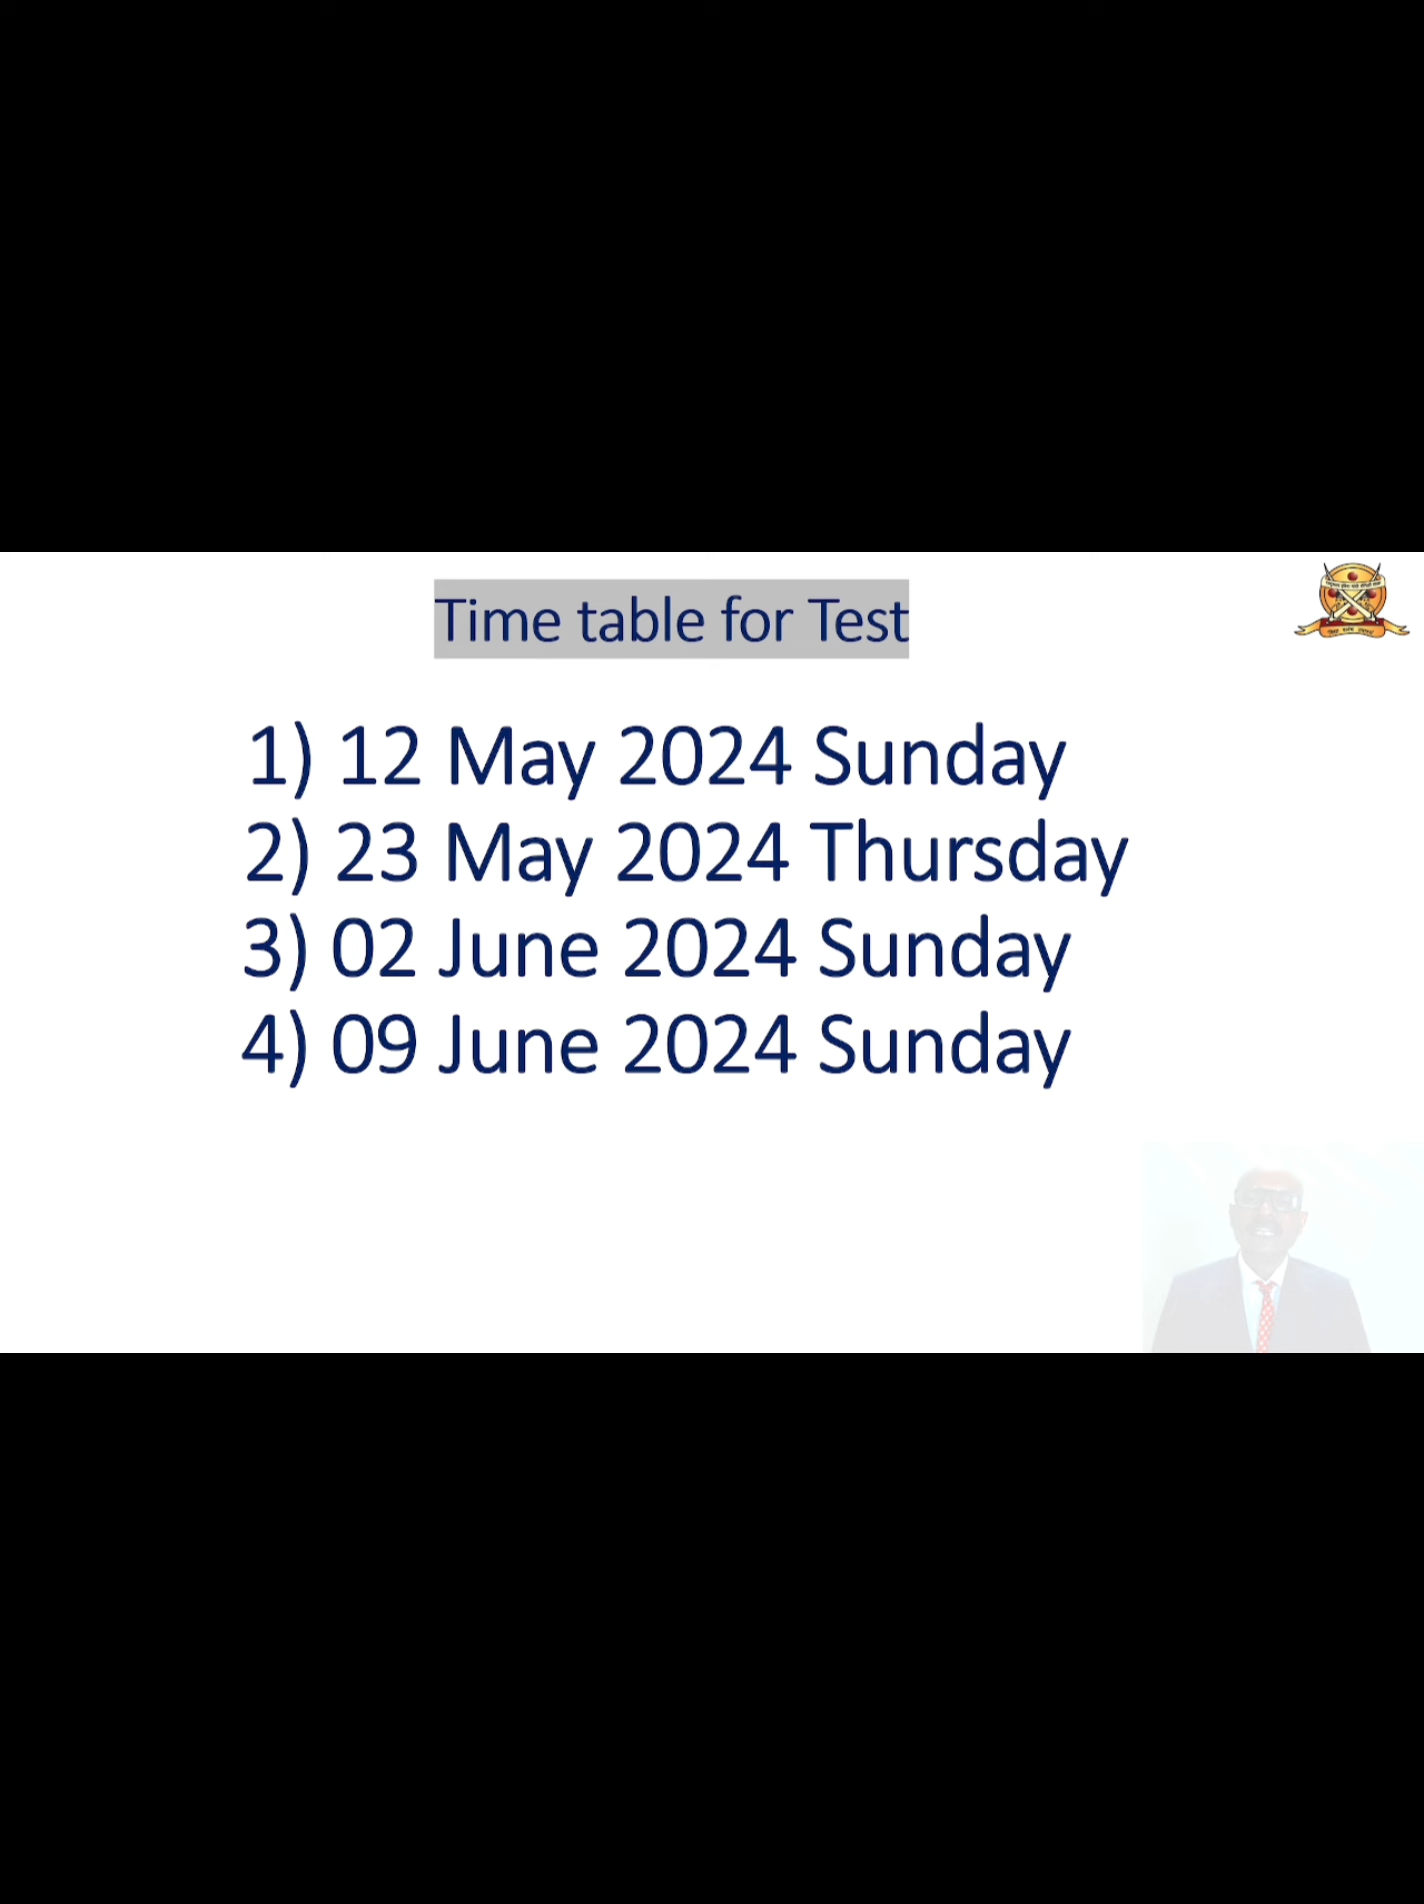 Time table for Test
1) 12 May 2024 Sunday
2) 23 May 2024 Thursday
3) 02 June 2024 Sunday
4) 09 June 2024 Sunday